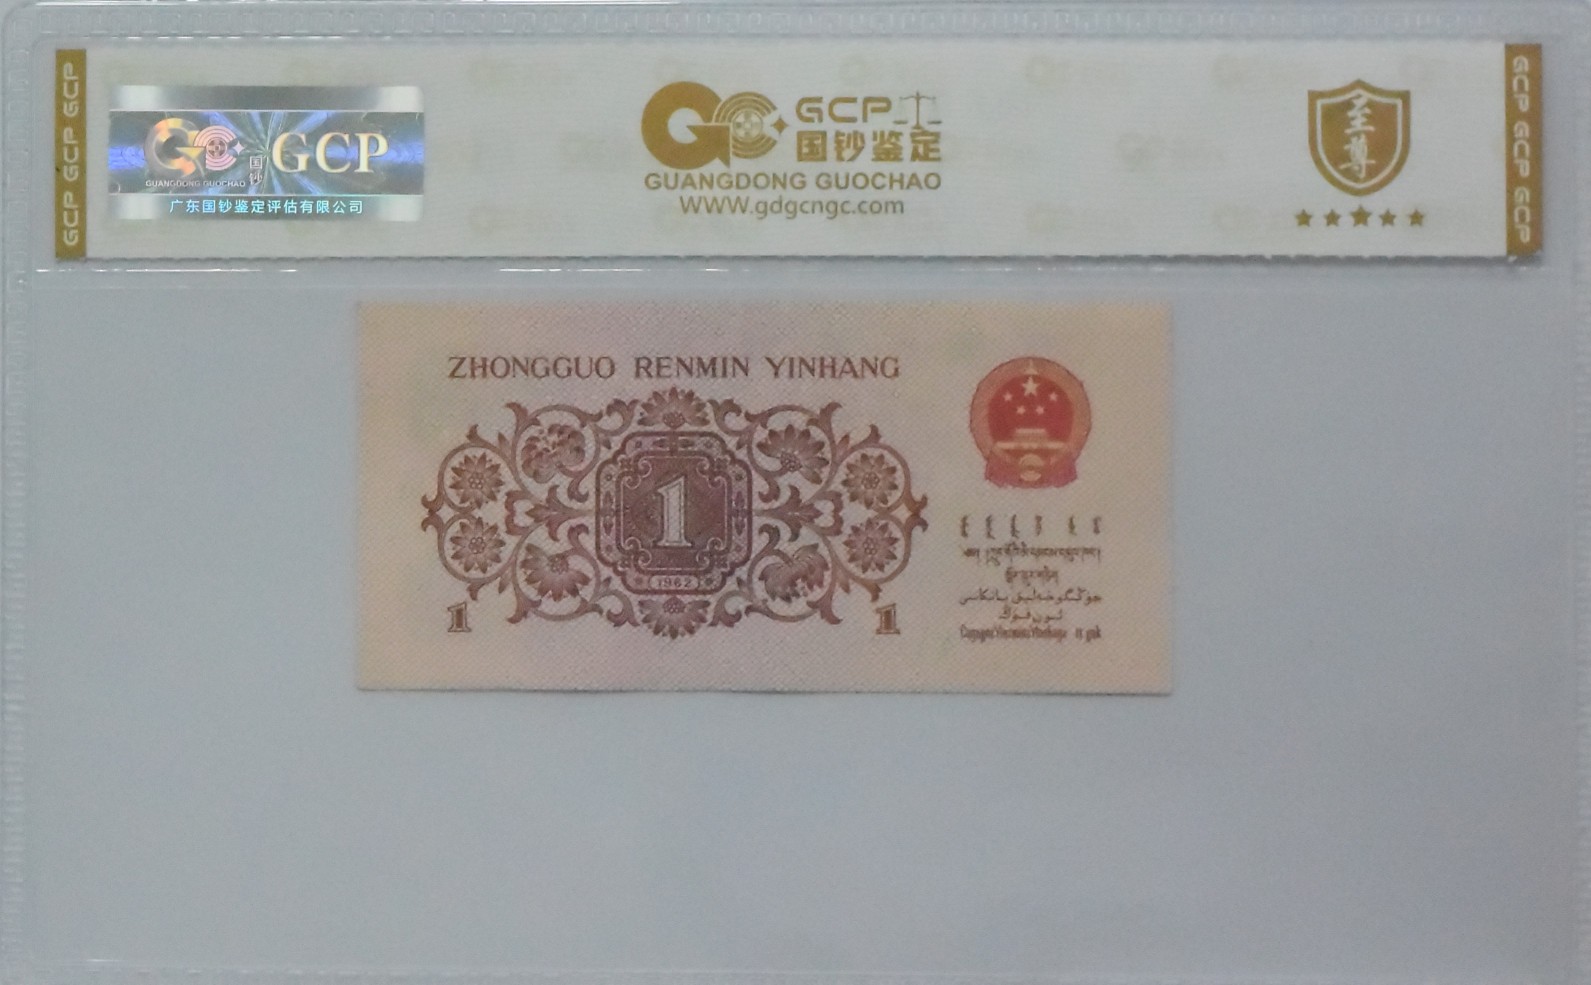 GCP GCP GCP
国钞
GCP
GUANGDONG GUOCHAO
广东国钞鉴定评估有限公司
GCP
国钞鉴定
GUANGDONG GUOCHAO
WWW.gdgcngc.com
至尊
GCP GCP GCP
ZHONGGUO RENMIN YINHANG
1
(1962)
1
1